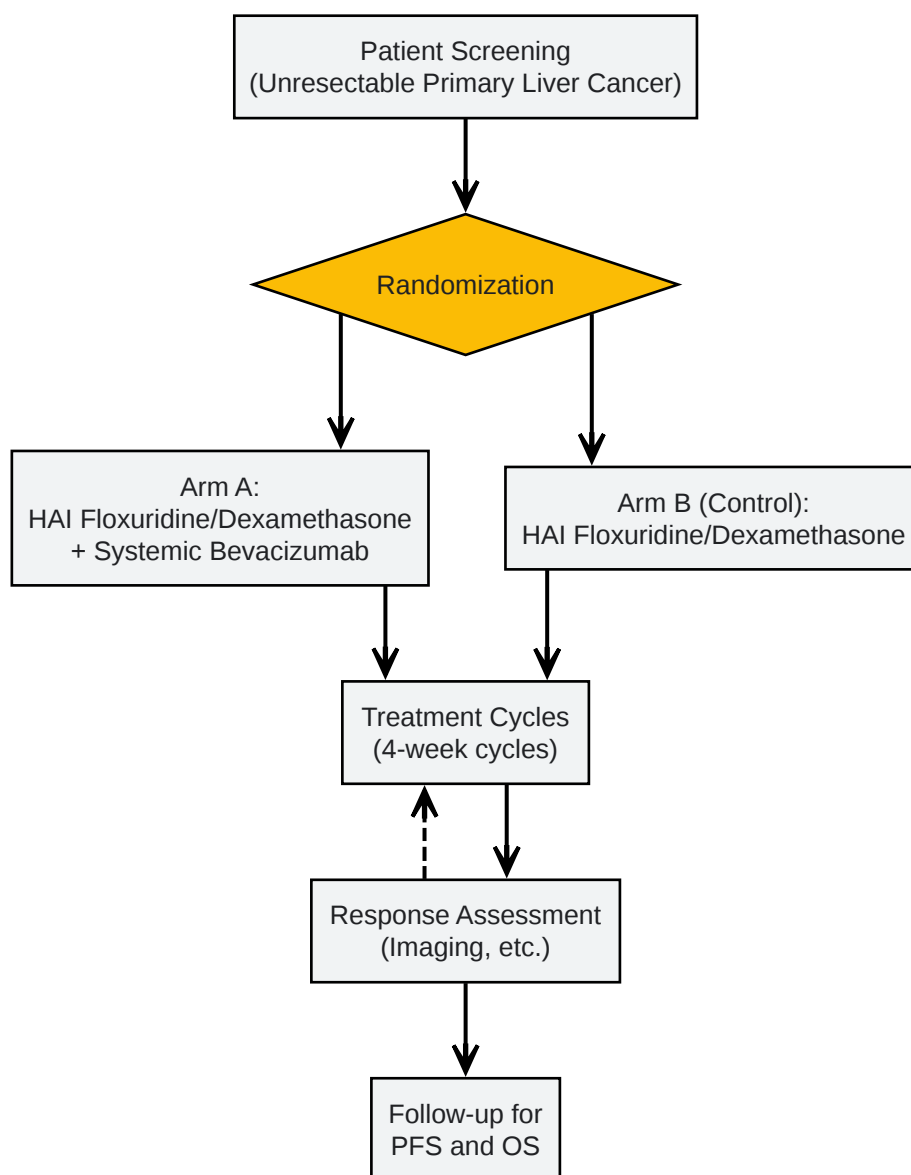 Patient Screening
(Unresectable Primary Liver Cancer)
Randomization
Arm A:
HAI Floxuridine/Dexamethasone
+ Systemic Bevacizumab
Arm B (Control):
HAI Floxuridine/Dexamethasone
Treatment Cycles
(4-week cycles)
Response Assessment
(Imaging, etc.)
Follow-up for
PFS and OS